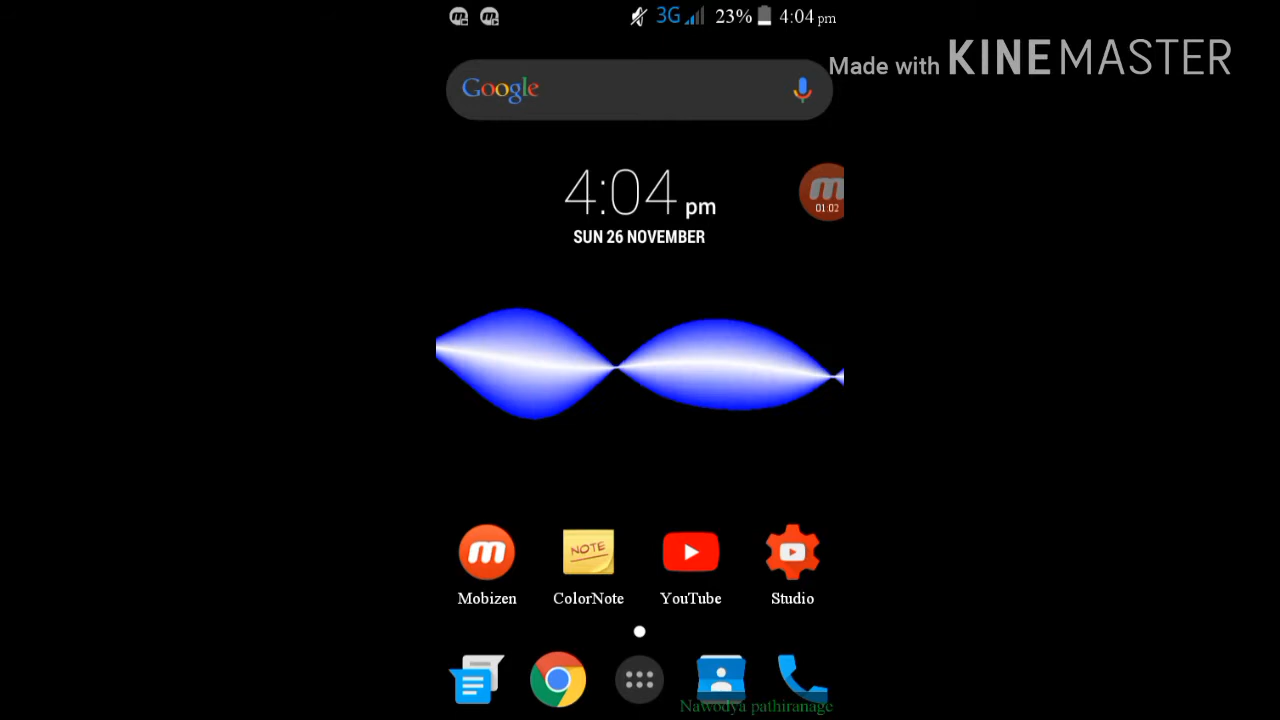 3G 23% 4:04 pm
Made with KINEMASTER
Google
4:04 pm
SUN 26 NOVEMBER
01:02
NOTE
Mobizen ColorNote YouTube Studio
Nawodya pathiranage